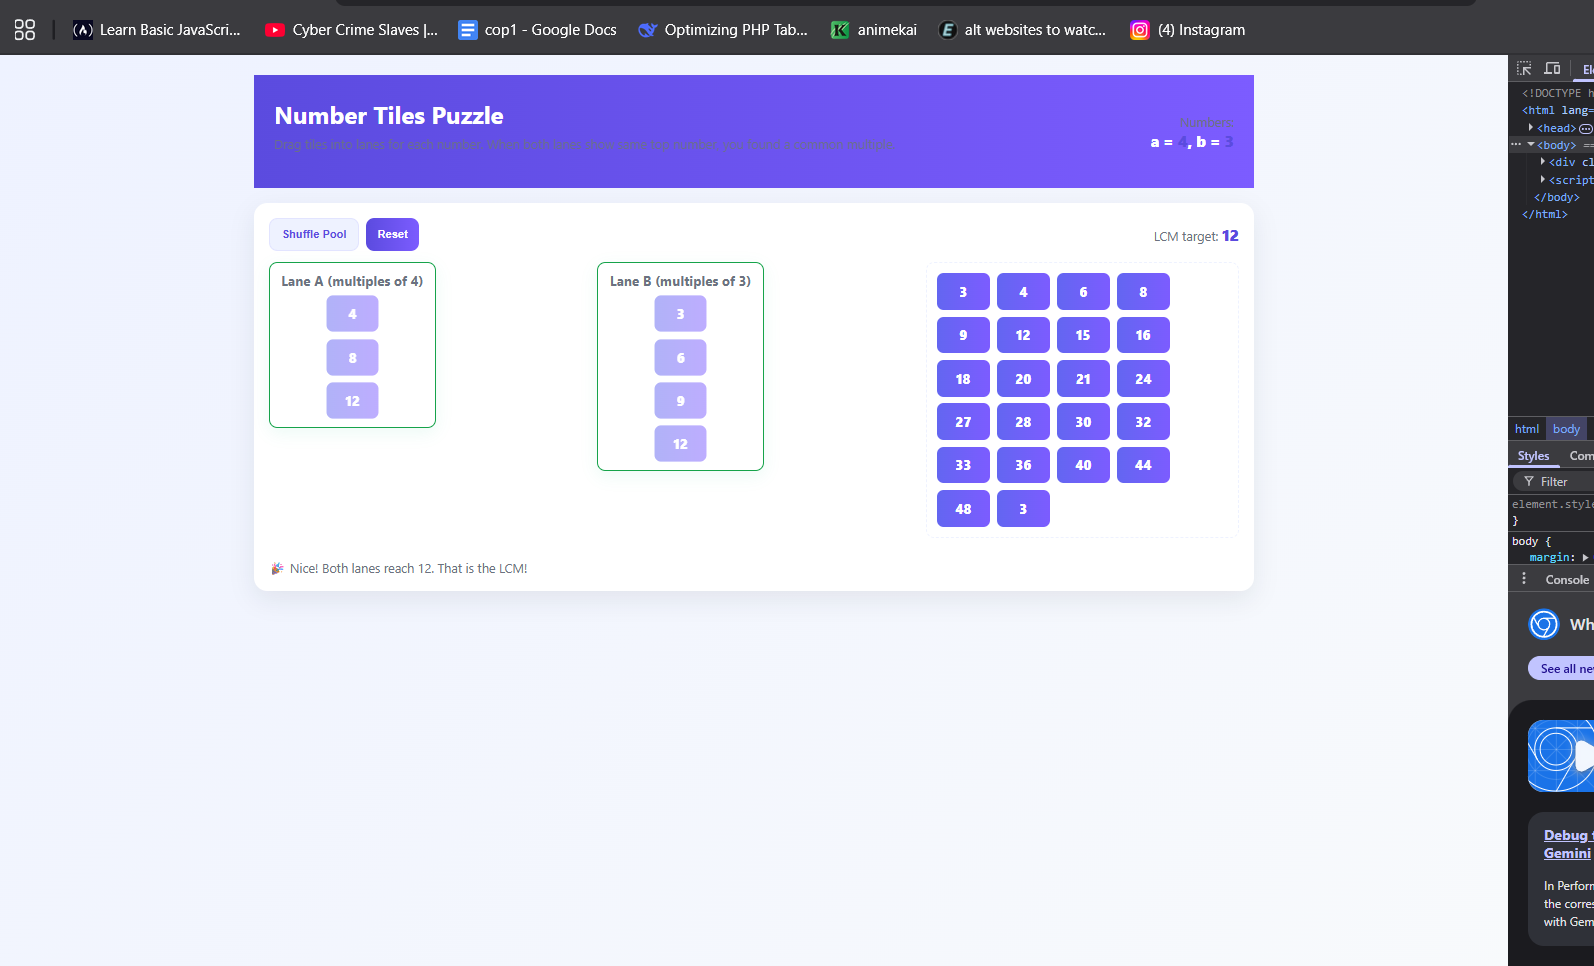 Learn Basic JavaScri...
Cyber Crime Slaves |...
cop1 - Google Docs
Optimizing PHP Tab...
animekai
alt websites to watc...
(4) Instagram
Number Tiles Puzzle
Drag tiles into lanes for each number. When both lanes show same top number, you found a common multiple.
Numbers
a = 4, b = 3
Shuffle Pool
Reset
LCM target: 12
Lane A (multiples of 4)
4
8
12
Lane B (multiples of 3)
3
6
9
12
3 4 6 8
9 12 15 16
18 20 21 24
27 28 30 32
33 36 40 44
48 3
🎉 Nice! Both lanes reach 12. That is the LCM!
El
<!DOCTYPE h
<html lang=
<head>
<body> ==
<div cl
<script
</body>
</html>
html body
Styles Com
Filter
element.style
}
body {
margin:
Console
Wh
See all ne
Debug
Gemini
In Perfor
the corres
with Gem